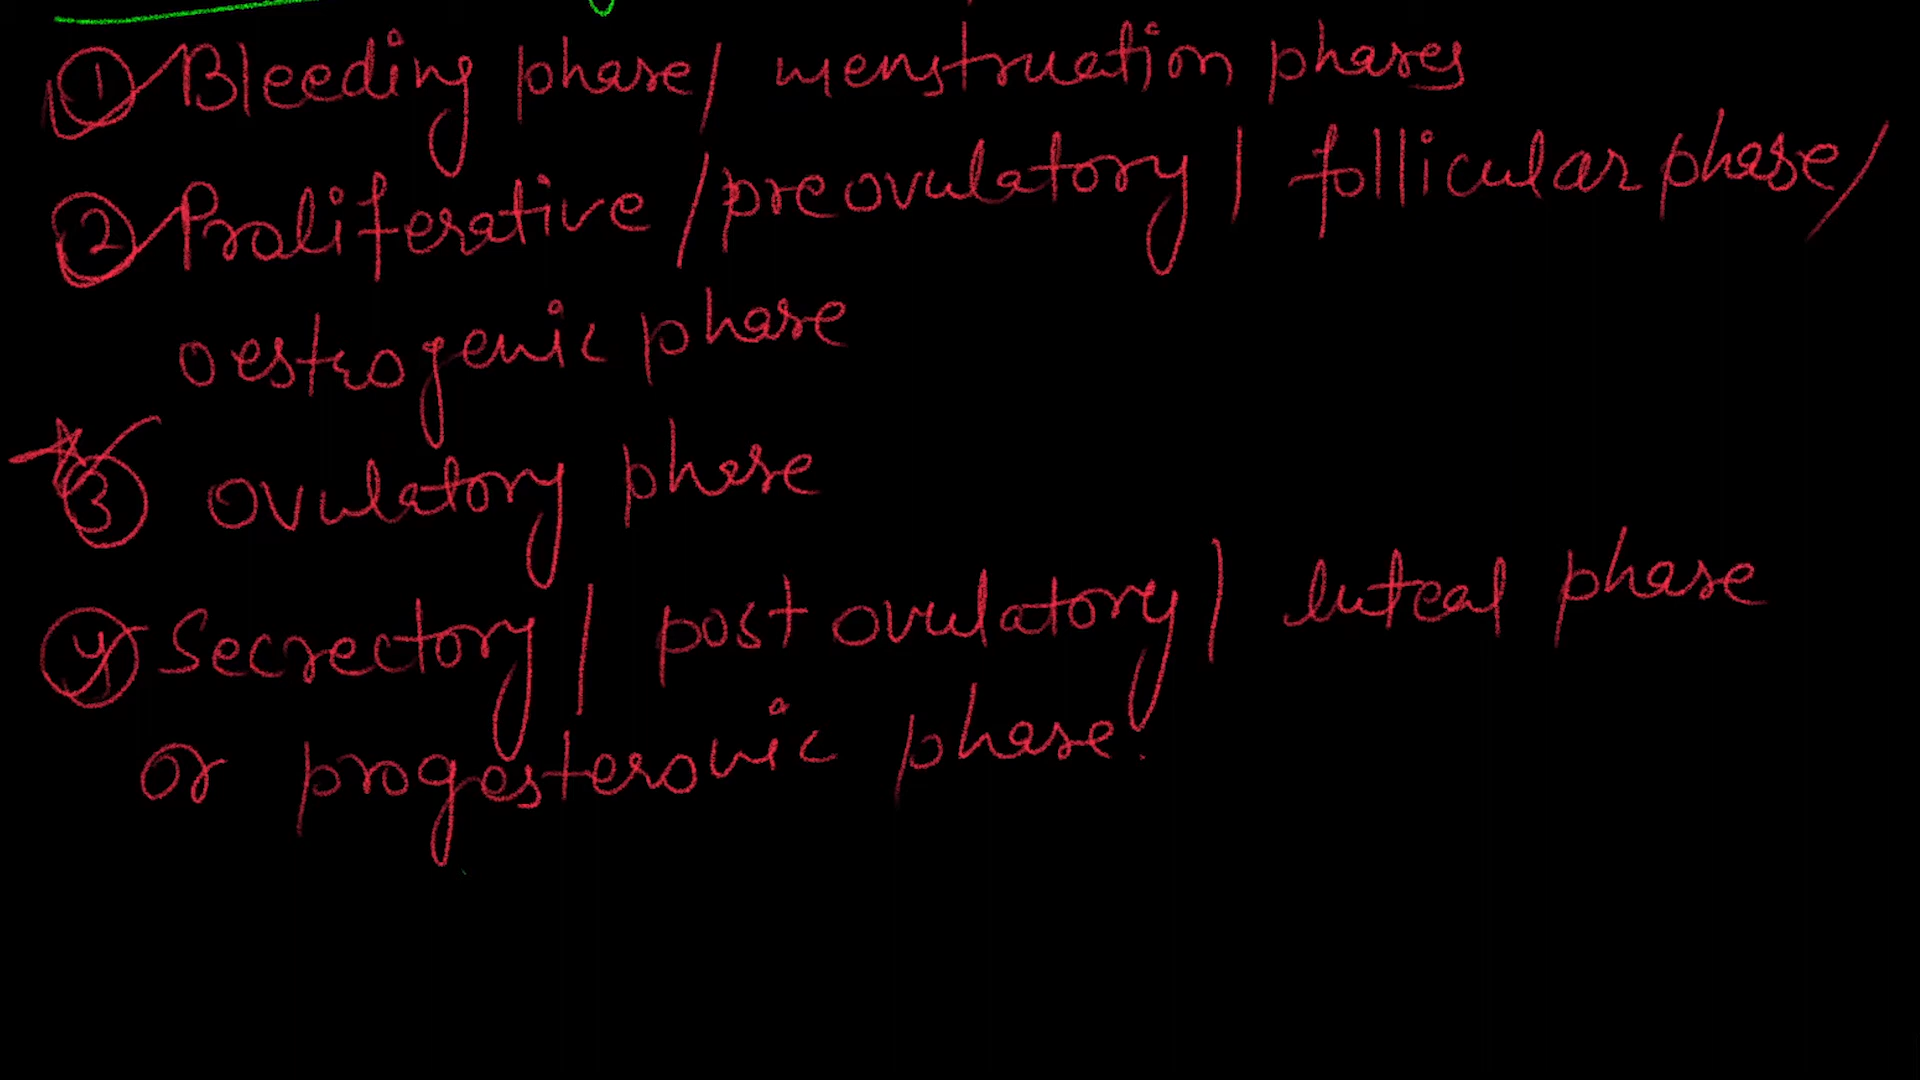 ① Bleeding phase/ menstruation phases
② Proliferative / preovulatory / follicular phase /
oestrogenic phase
③ ovulatory phase
④ Secrectory / post ovulatory / luteal phase
or progesteronic phase.